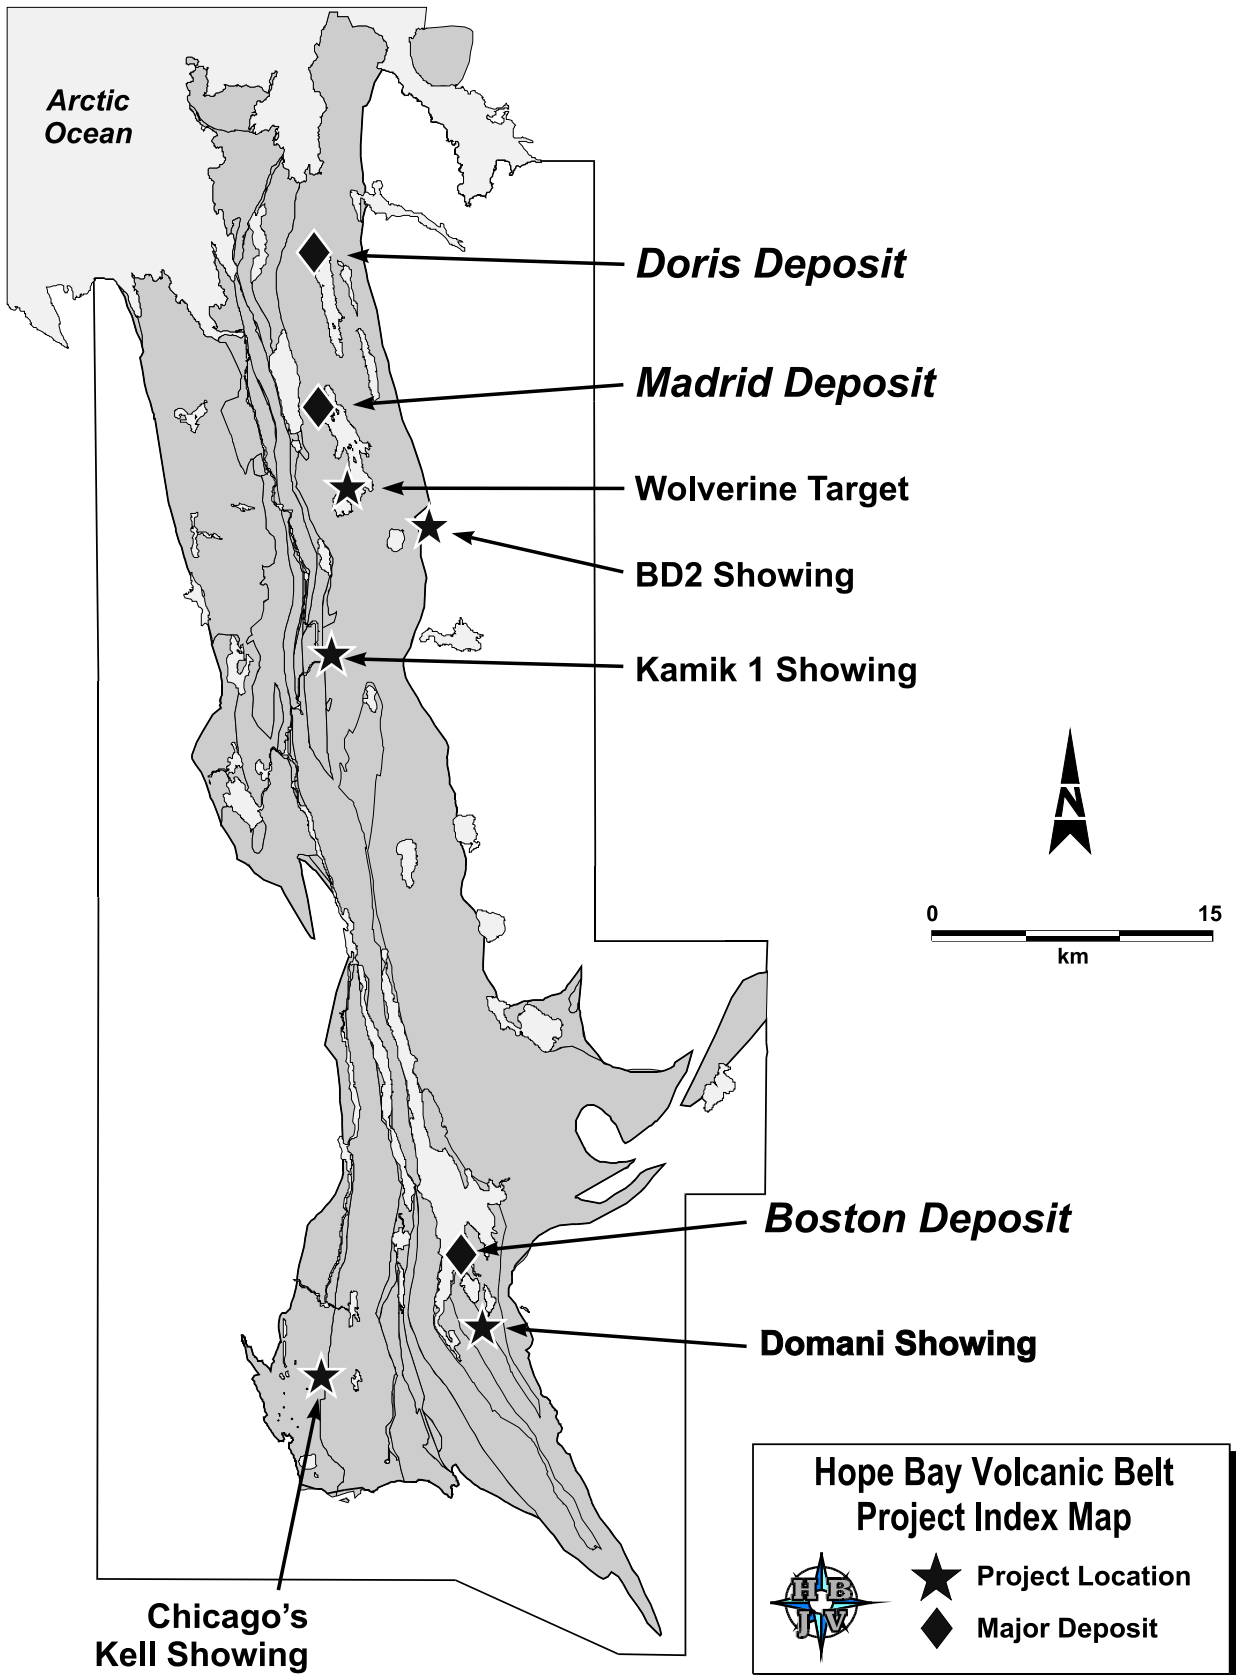 Arctic
Ocean
Doris Deposit
Madrid Deposit
Wolverine Target
BD2 Showing
Kamik 1 Showing
N
0 15
km
Boston Deposit
Domani Showing
Chicago’s
Kell Showing
Hope Bay Volcanic Belt
Project Index Map
H B
J V
Project Location
Major Deposit